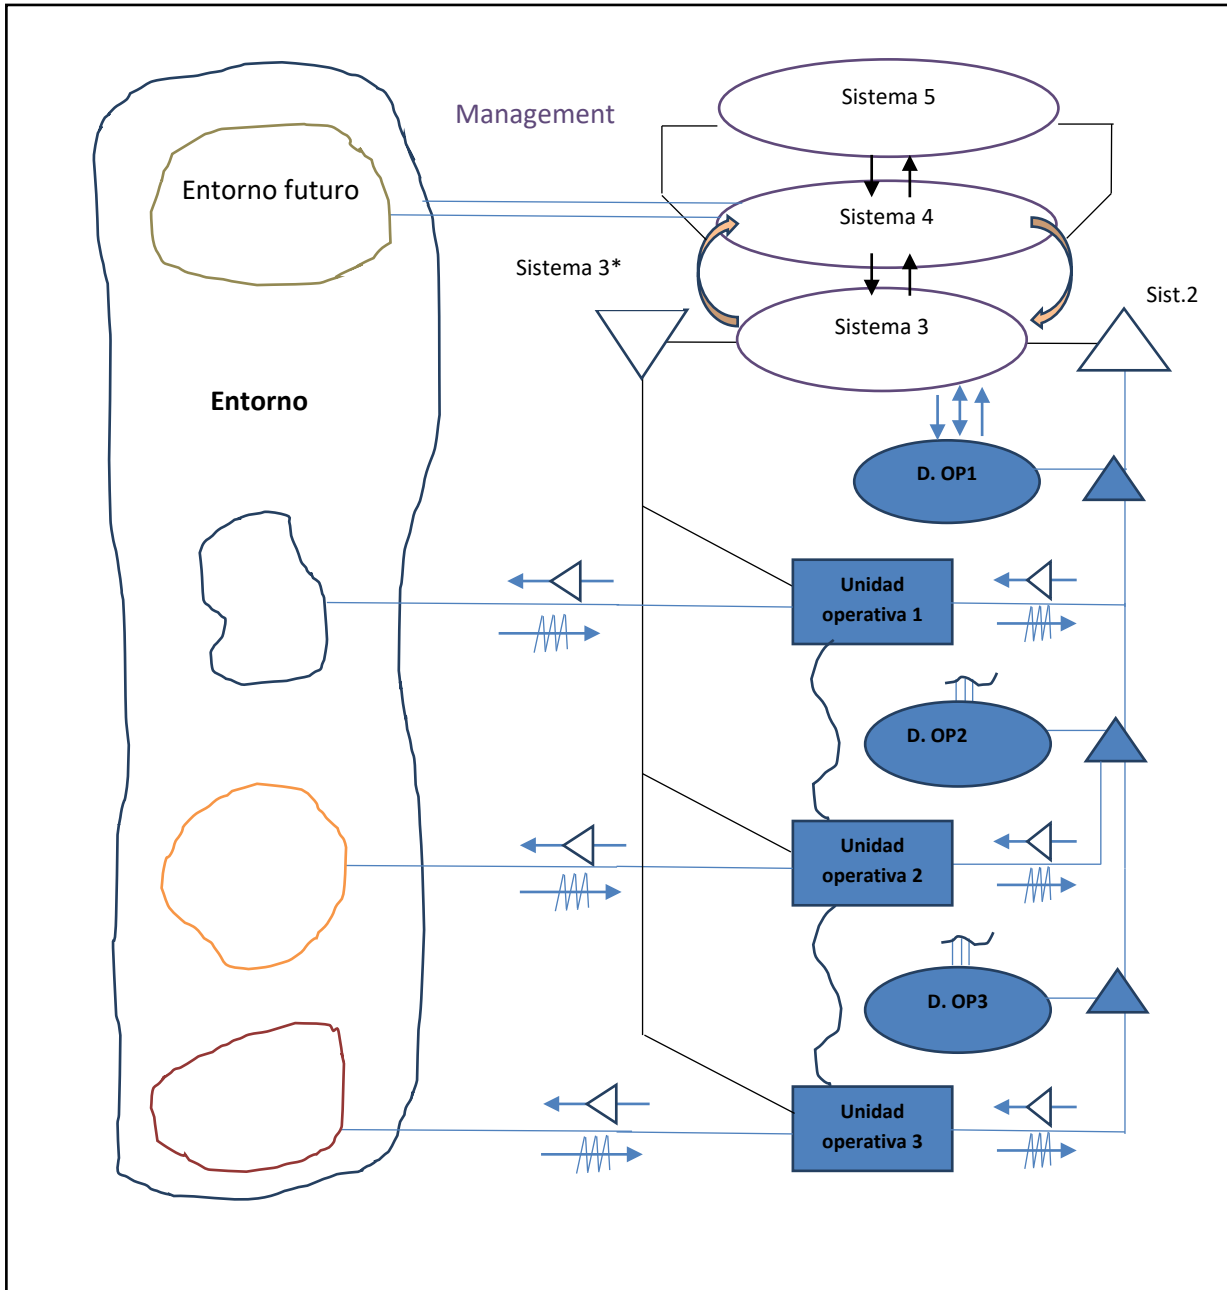 Sistema 5
Management
Entorno futuro
Sistema 4
Sistema 3*
Sist.2
Sistema 3
Entorno
D. OP1
Unidad
operativa 1
D. OP2
Unidad
operativa 2
D. OP3
Unidad
operativa 3